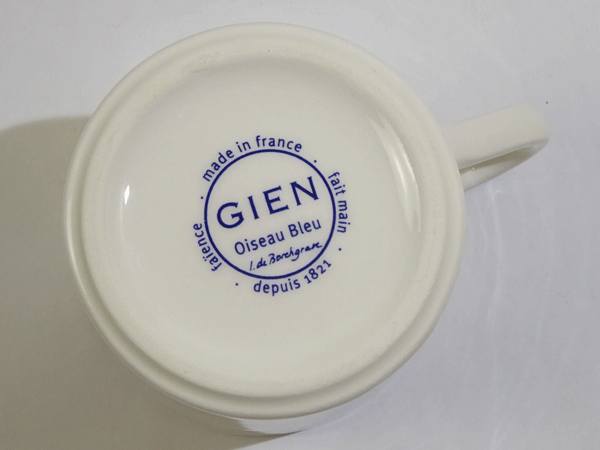 made in france · fait main · depuis 1821 · faïence ·
GIEN
Oiseau Bleu
I. de Borchgrave